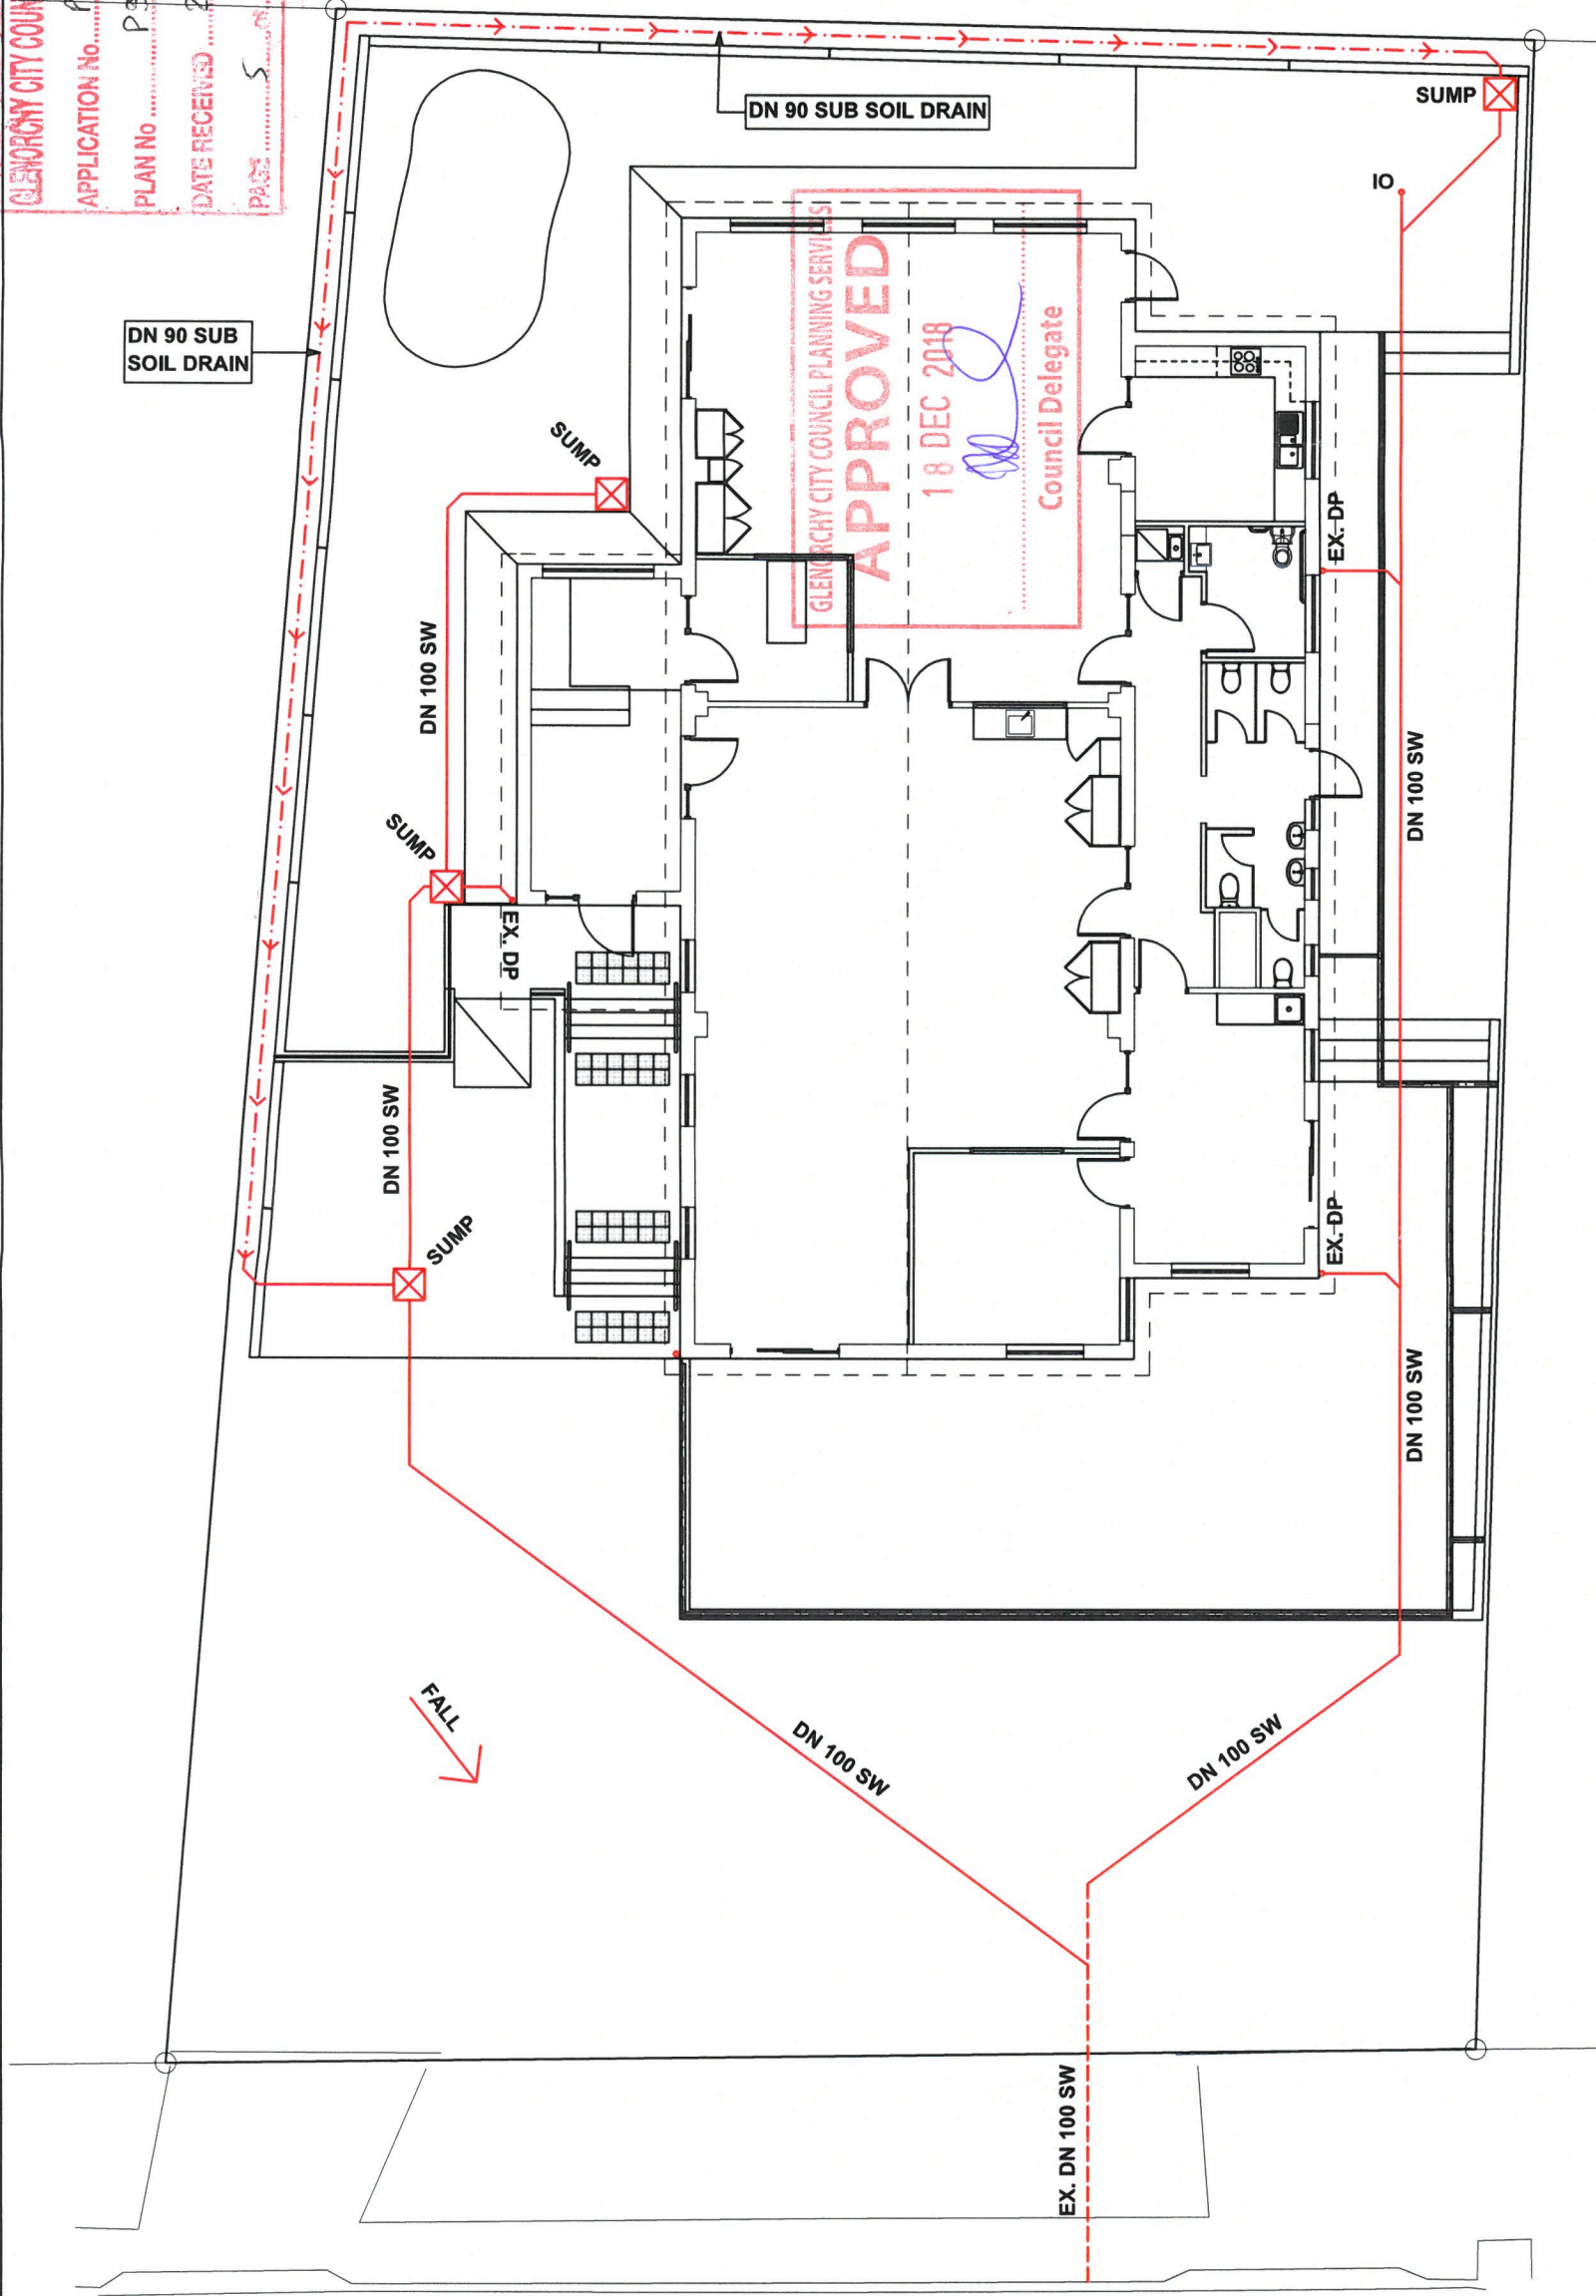 GLENORCHY CITY COUN
APPLICATION No.
PLAN No
DATE RECEIVED
PAGE 5
DN 90 SUB SOIL DRAIN
SUMP
IO
DN 90 SUB
SOIL DRAIN
GLENORCHY CITY COUNCIL PLANNING SERVICES
APPROVED
18 DEC 2018
Council Delegate
SUMP
EX. DP
DN 100 SW
DN 100 SW
SUMP
EX. DP
DN 100 SW
SUMP
EX. DP
DN 100 SW
FALL
DN 100 SW
DN 100 SW
EX. DN 100 SW